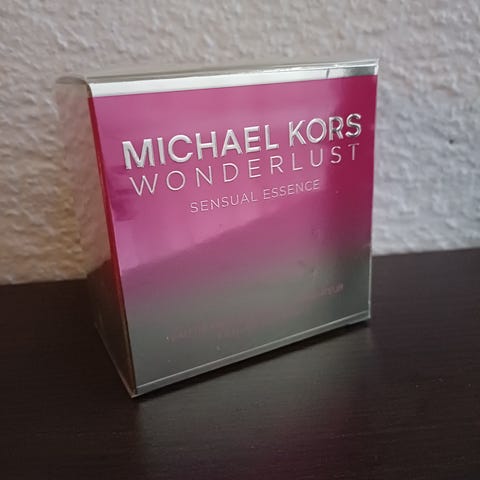 MICHAEL KORS
WONDERLUST
SENSUAL ESSENCE